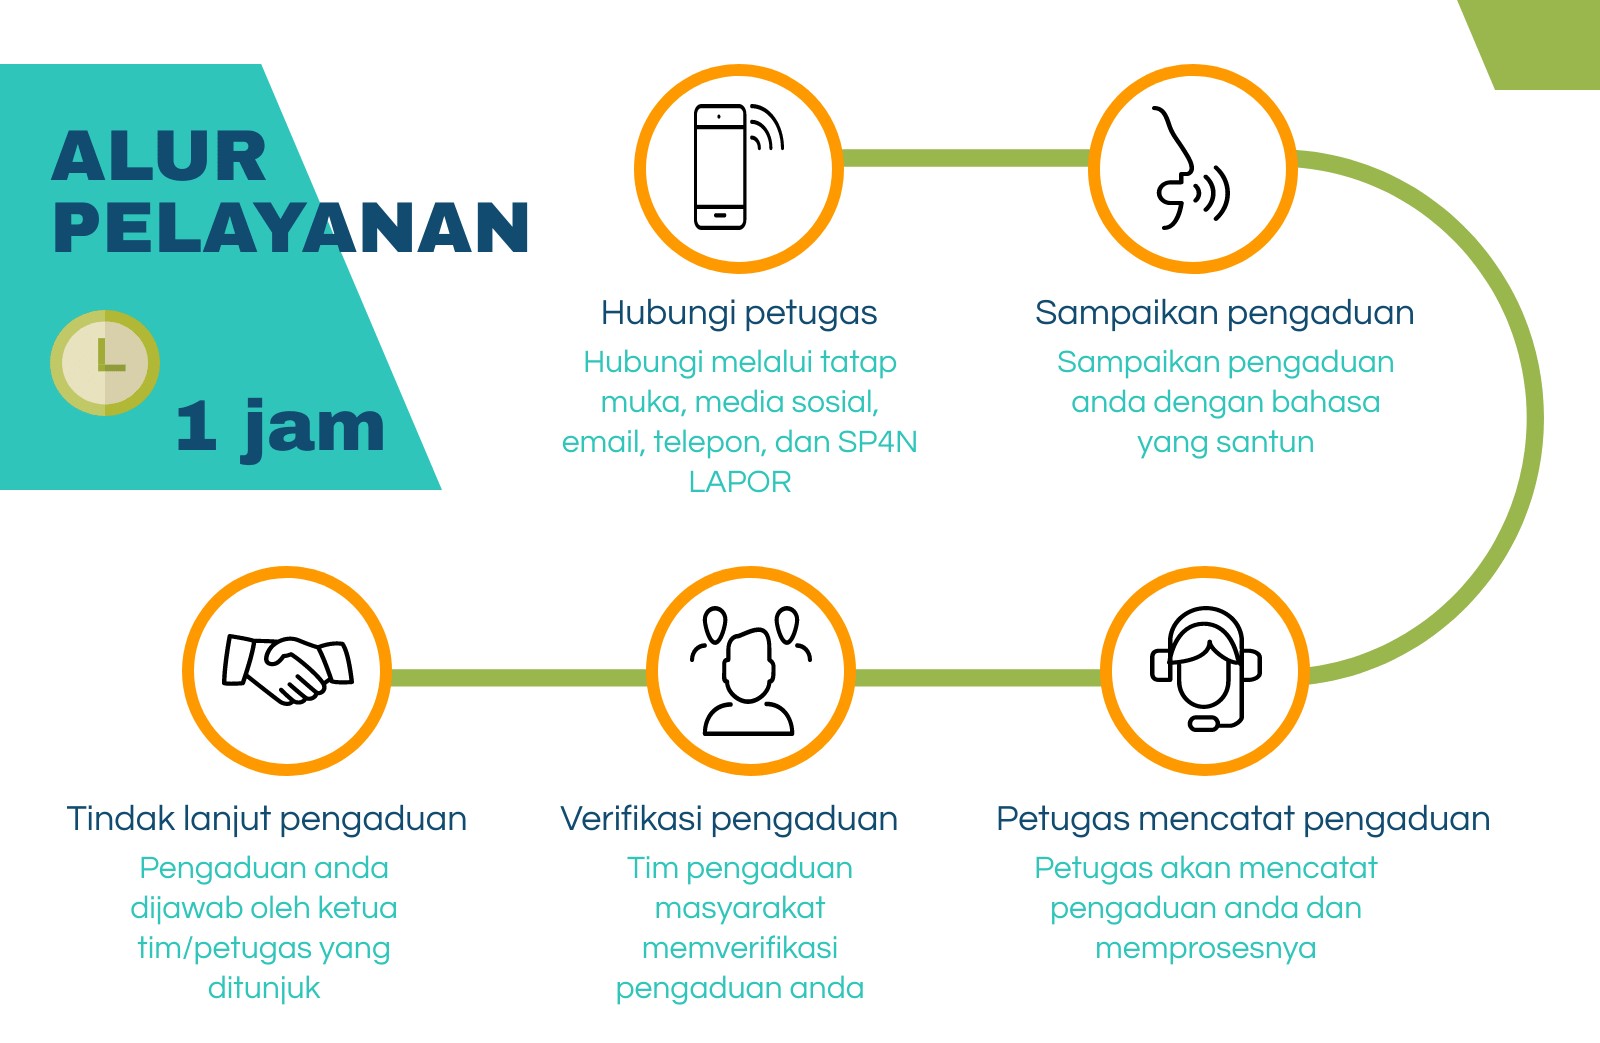 ALUR
PELAYANAN
1 jam
Hubungi petugas
Hubungi melalui tatap
muka, media sosial,
email, telepon, dan SP4N
LAPOR
Sampaikan pengaduan
Sampaikan pengaduan
anda dengan bahasa
yang santun
Petugas mencatat pengaduan
Petugas akan mencatat
pengaduan anda dan
memprosesnya
Verifikasi pengaduan
Tim pengaduan
masyarakat
memverifikasi
pengaduan anda
Tindak lanjut pengaduan
Pengaduan anda
dijawab oleh ketua
tim/petugas yang
ditunjuk